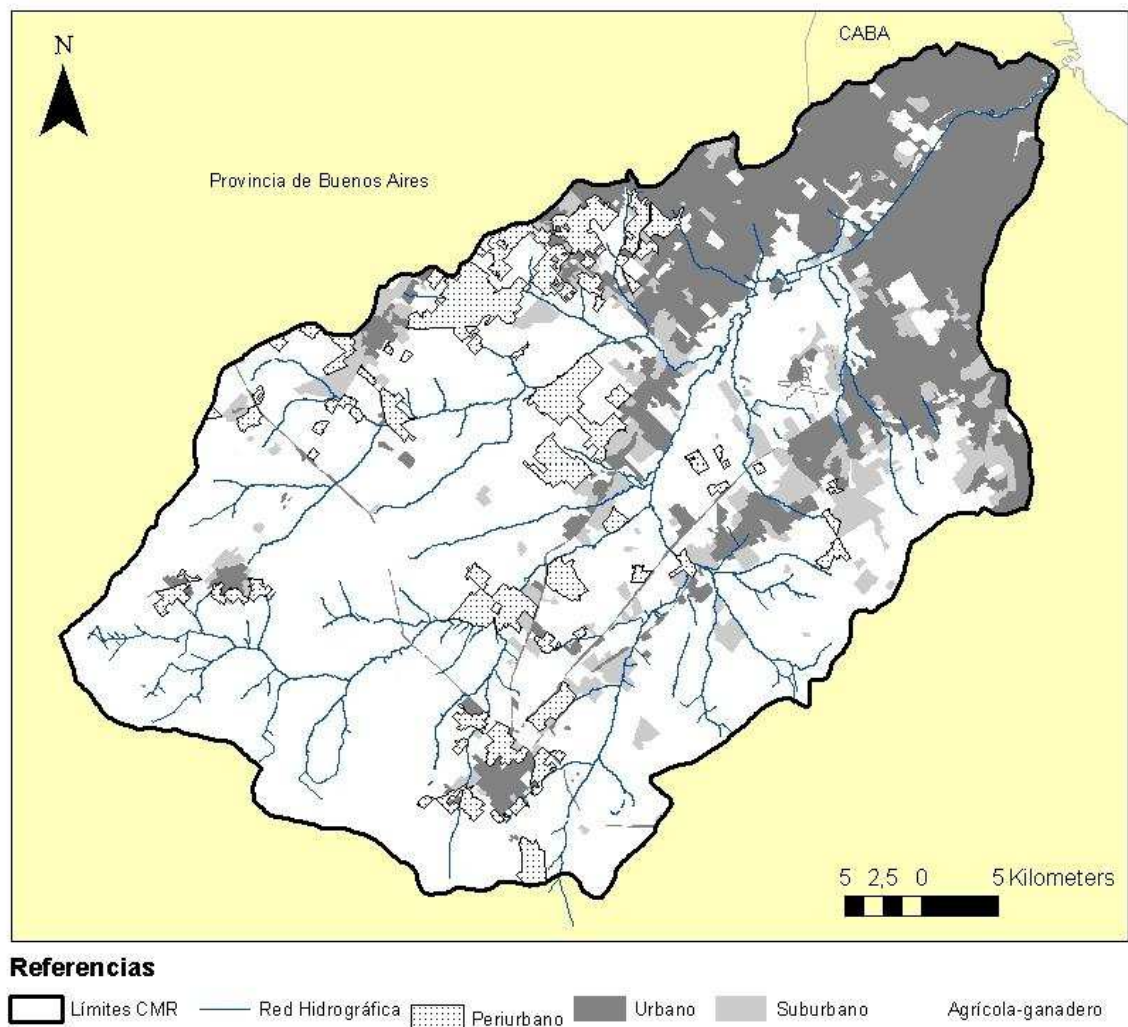 CABA
N
Provincia de Buenos Aires
5 2,5 0 5 Kilometers
Referencias
Límites CMR Red Hidrográfica Periurbano Urbano Suburbano Agrícola-ganadero